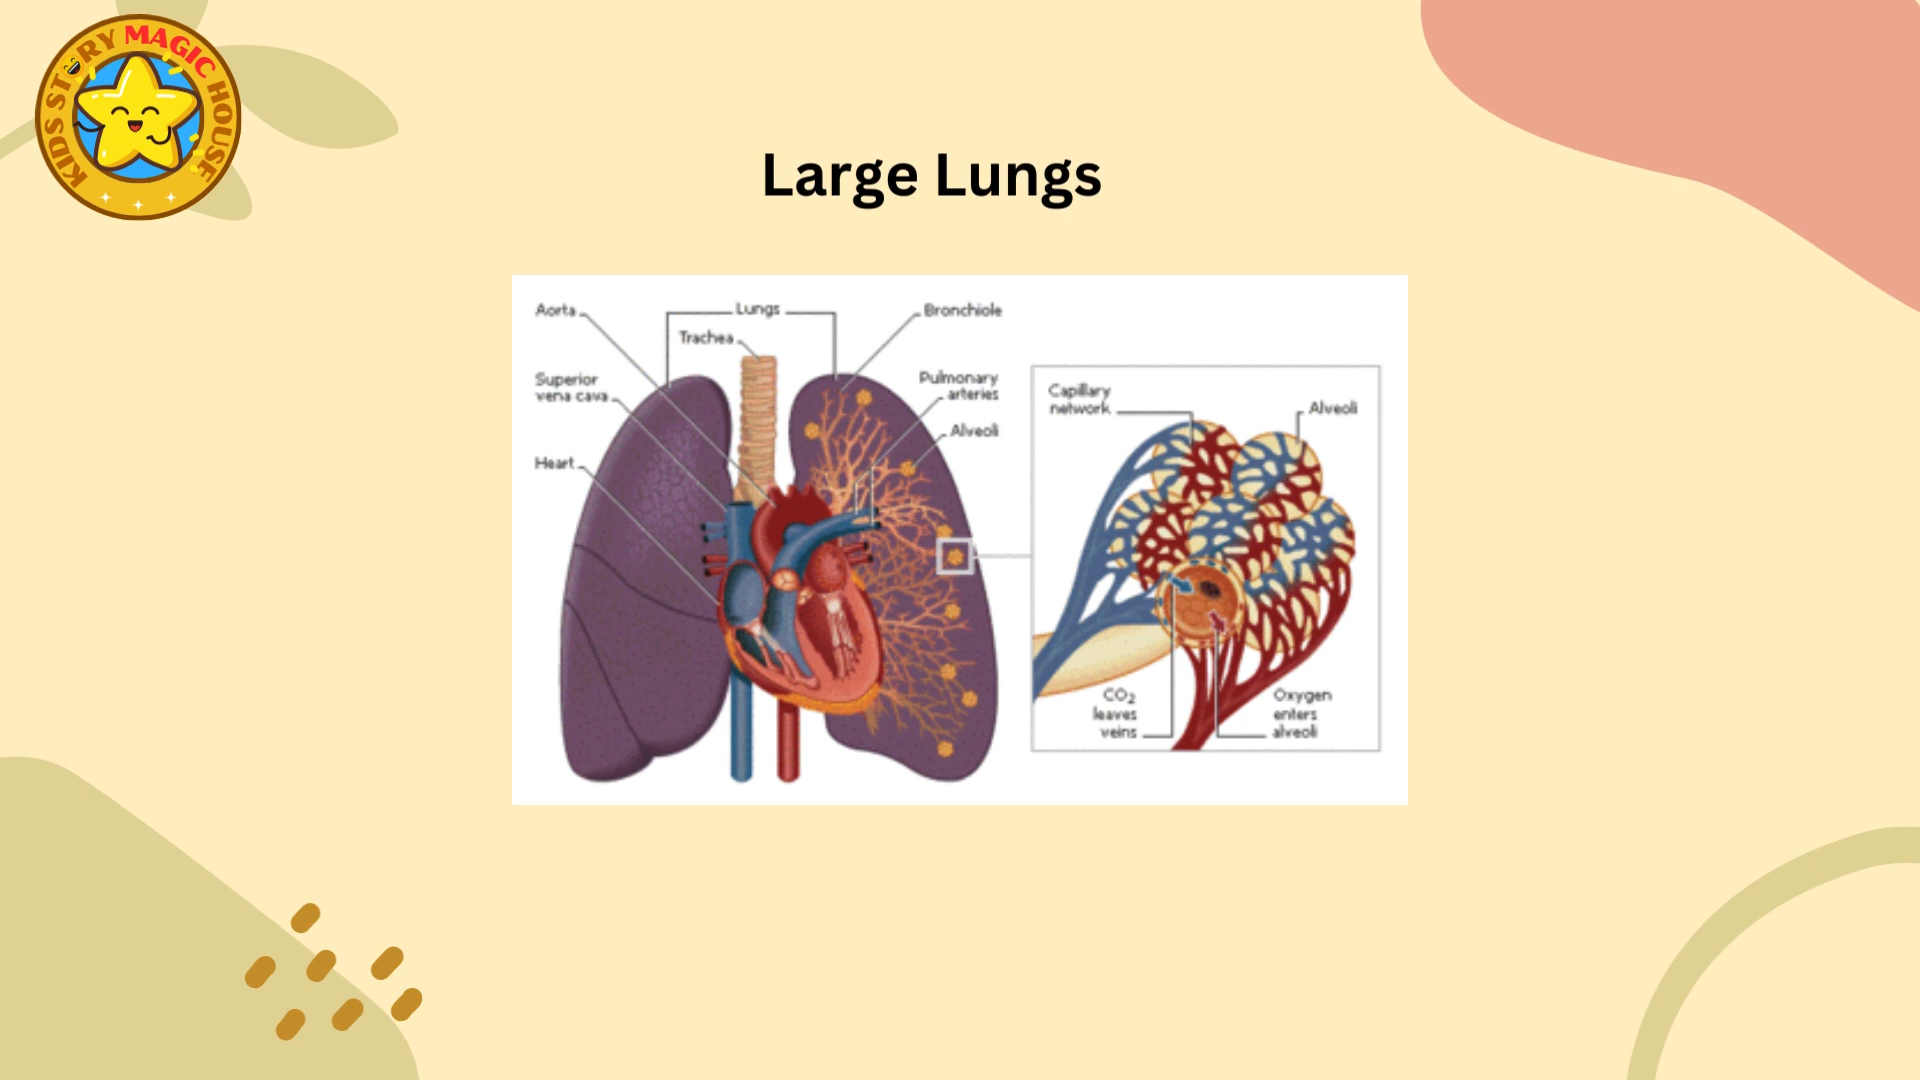 KIDS STORY MAGIC HOUSE
Large Lungs
Aorta
Lungs
Bronchiole
Trachea
Superior
vena cava
Pulmonary
arteries
Alveoli
Heart
Capillary
network
Alveoli
CO₂
leaves
veins
Oxygen
enters
alveoli